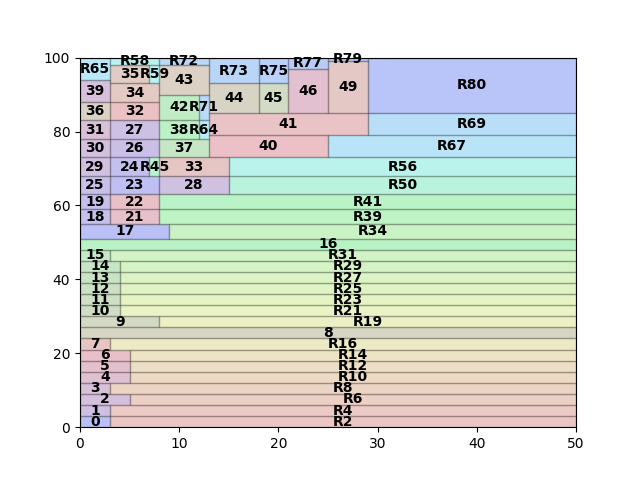 100
R65 R58 R72 R73 R75 R77 R79 R80
35 R59 43 44 45 46 49
39 34 42 R71
36 32
80
31 27 38 R64 41 R69
30 26 37 40 R67
29 24 R45 33 R56
25 23 28 R50
60
19 22 R41
18 21 R39
17 R34
16
15 R31
14 R29
40
13 R27
12 R25
11 R23
10 R21
9 R19
8
7 R16
20
6 R14
5 R12
4 R10
3 R8
2 R6
1 R4
0 R2
0
0 10 20 30 40 50